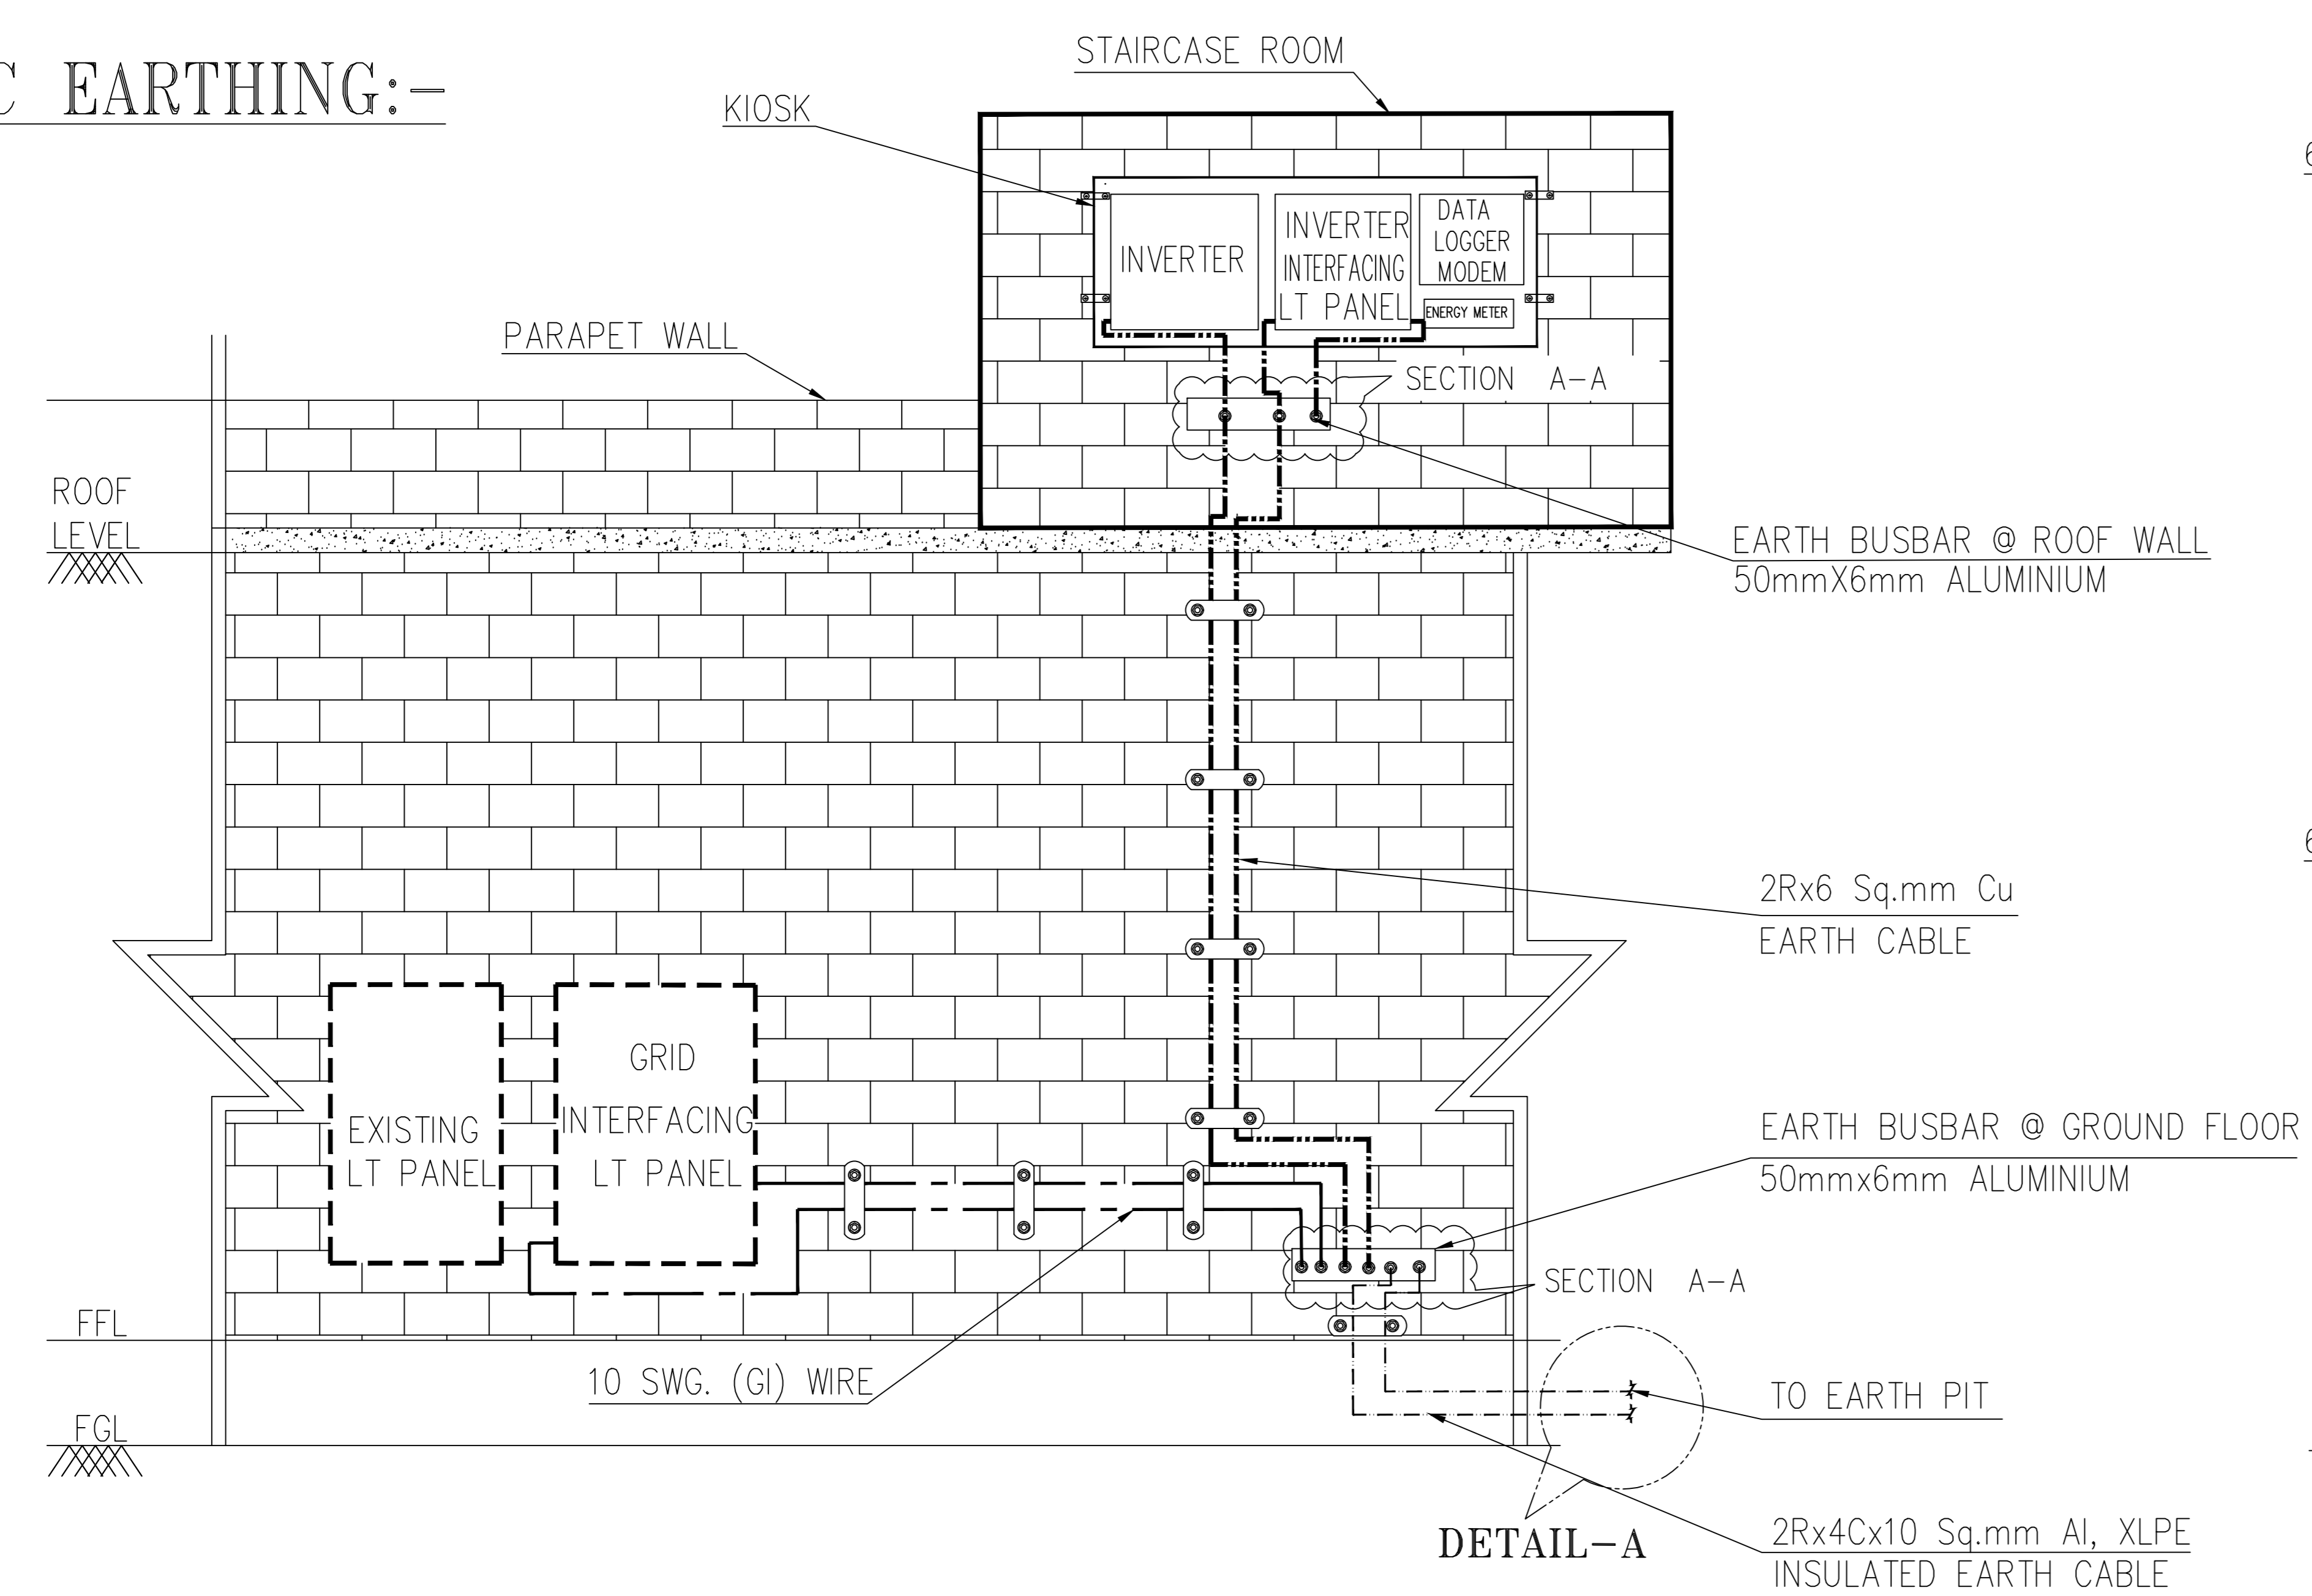 C EARTHING:-
STAIRCASE ROOM
KIOSK
INVERTER
INVERTER
INTERFACING
LT PANEL
DATA
LOGGER
MODEM
ENERGY METER
PARAPET WALL
SECTION A-A
ROOF
LEVEL
EARTH BUSBAR @ ROOF WALL
50mmX6mm ALUMINIUM
2Rx6 Sq.mm Cu
EARTH CABLE
GRID
INTERFACING
LT PANEL
EXISTING
LT PANEL
EARTH BUSBAR @ GROUND FLOOR
50mmx6mm ALUMINIUM
SECTION A-A
FFL
10 SWG. (GI) WIRE
TO EARTH PIT
FGL
DETAIL-A
2Rx4Cx10 Sq.mm Al, XLPE
INSULATED EARTH CABLE